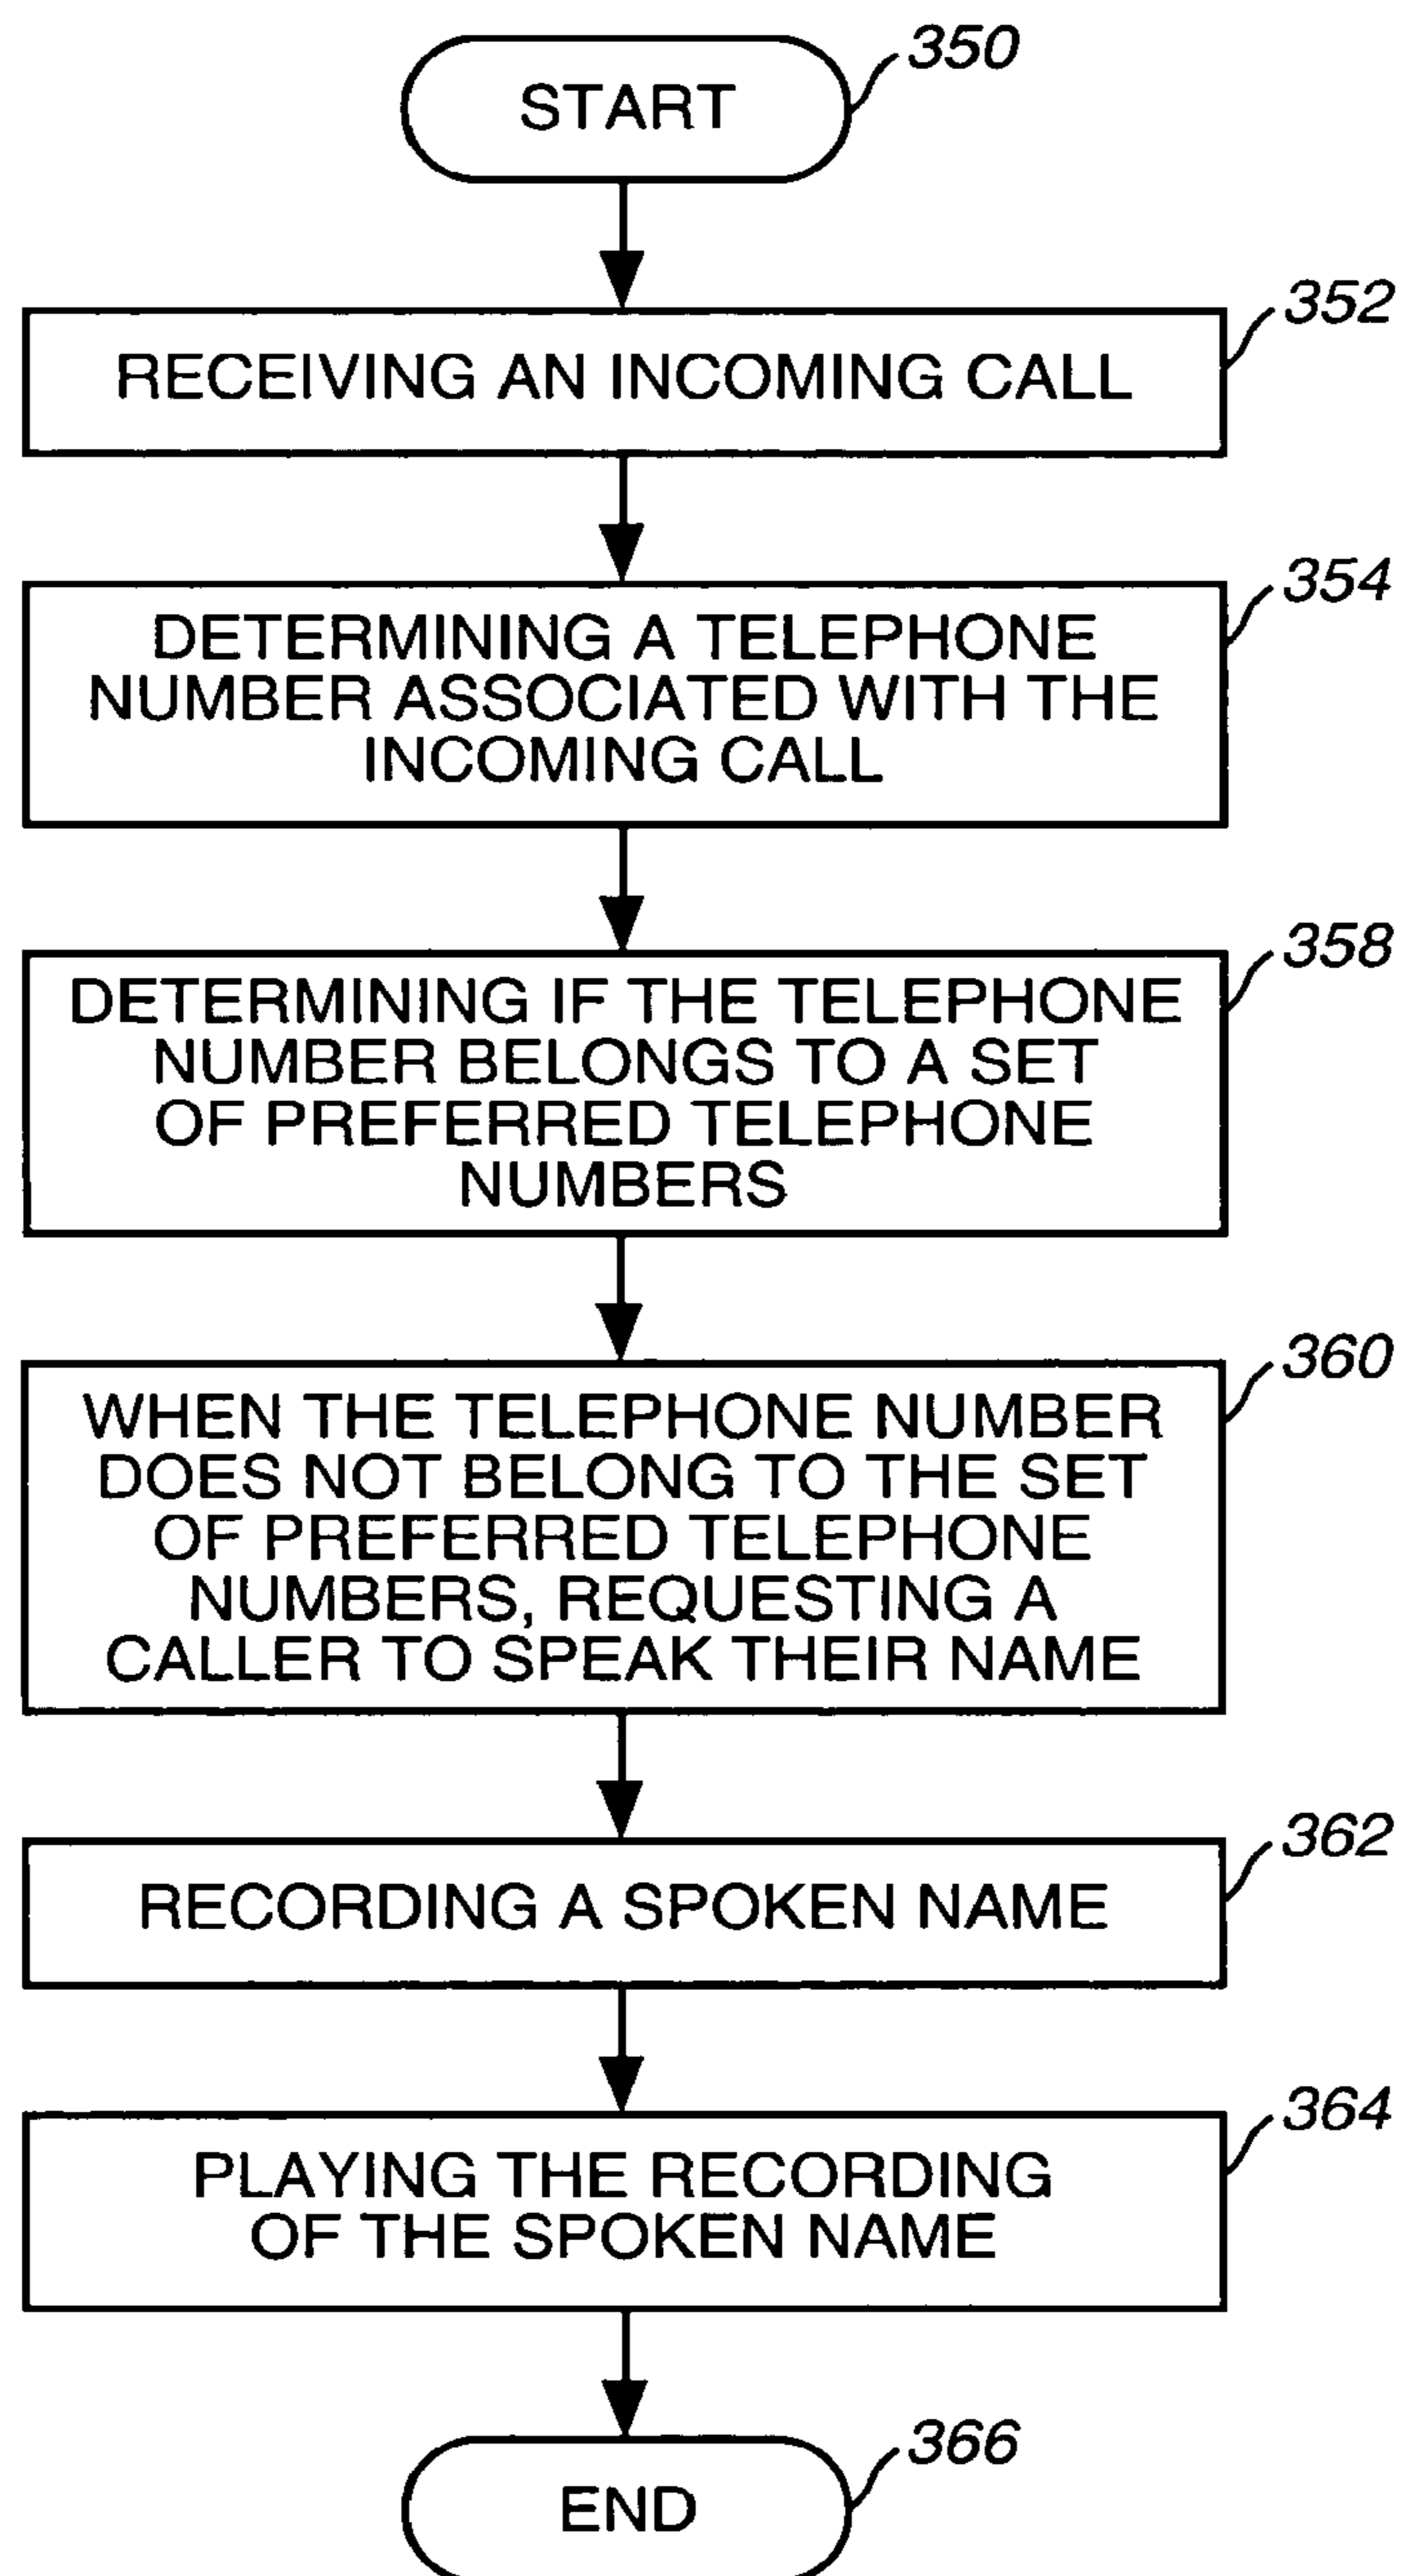 START
350
RECEIVING AN INCOMING CALL
352
DETERMINING A TELEPHONE
NUMBER ASSOCIATED WITH THE
INCOMING CALL
354
DETERMINING IF THE TELEPHONE
NUMBER BELONGS TO A SET
OF PREFERRED TELEPHONE
NUMBERS
358
WHEN THE TELEPHONE NUMBER
DOES NOT BELONG TO THE SET
OF PREFERRED TELEPHONE
NUMBERS, REQUESTING A
CALLER TO SPEAK THEIR NAME
360
RECORDING A SPOKEN NAME
362
PLAYING THE RECORDING
OF THE SPOKEN NAME
364
END
366